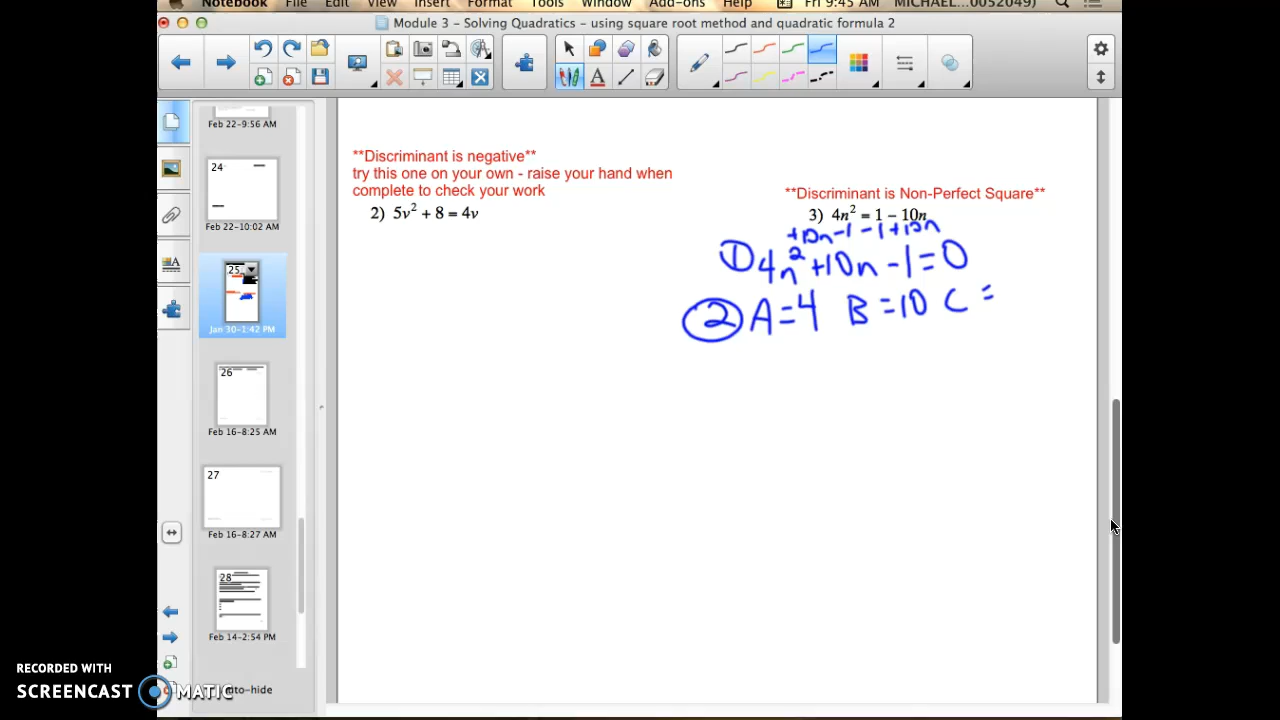 Notebook File Edit View Insert Format Tools Window Add-ons Help Fri 9:45 AM MICHAEL...0052049)
Module 3 - Solving Quadratics - using square root method and quadratic formula 2
Feb 22-9:56 AM
24
Feb 22-10:02 AM
25
Jan 30-1:42 PM
26
Feb 16-8:25 AM
27
Feb 16-8:27 AM
28
Feb 14-2:54 PM
**Discriminant is negative**
try this one on your own - raise your hand when
complete to check your work
2) 5v² + 8 = 4v
**Discriminant is Non-Perfect Square**
3) 4n² = 1 − 10n
+10n -1 -1 +10n
① 4n² +10n -1 = 0
② A=4 B=10 C=
RECORDED WITH
SCREENCAST MATIC